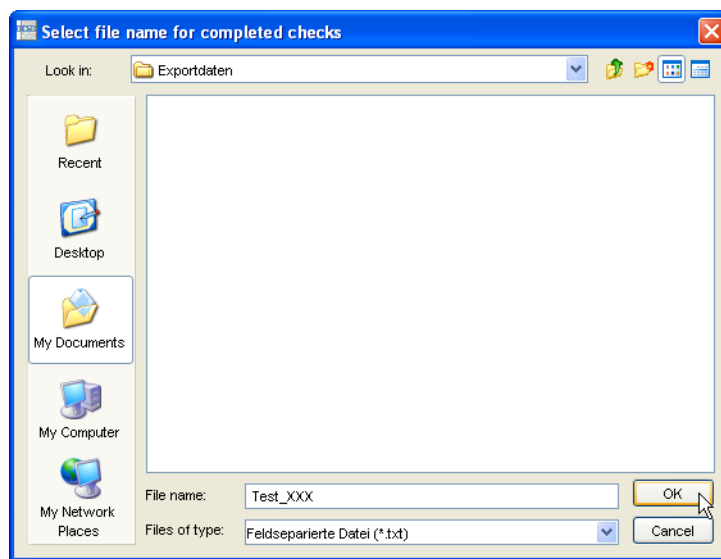 Select file name for completed checks
Look in:
Exportdaten
Recent
Desktop
My Documents
My Computer
My Network
Places
File name:
Test_XXX
OK
Files of type:
Feldseparierte Datei (*.txt)
Cancel